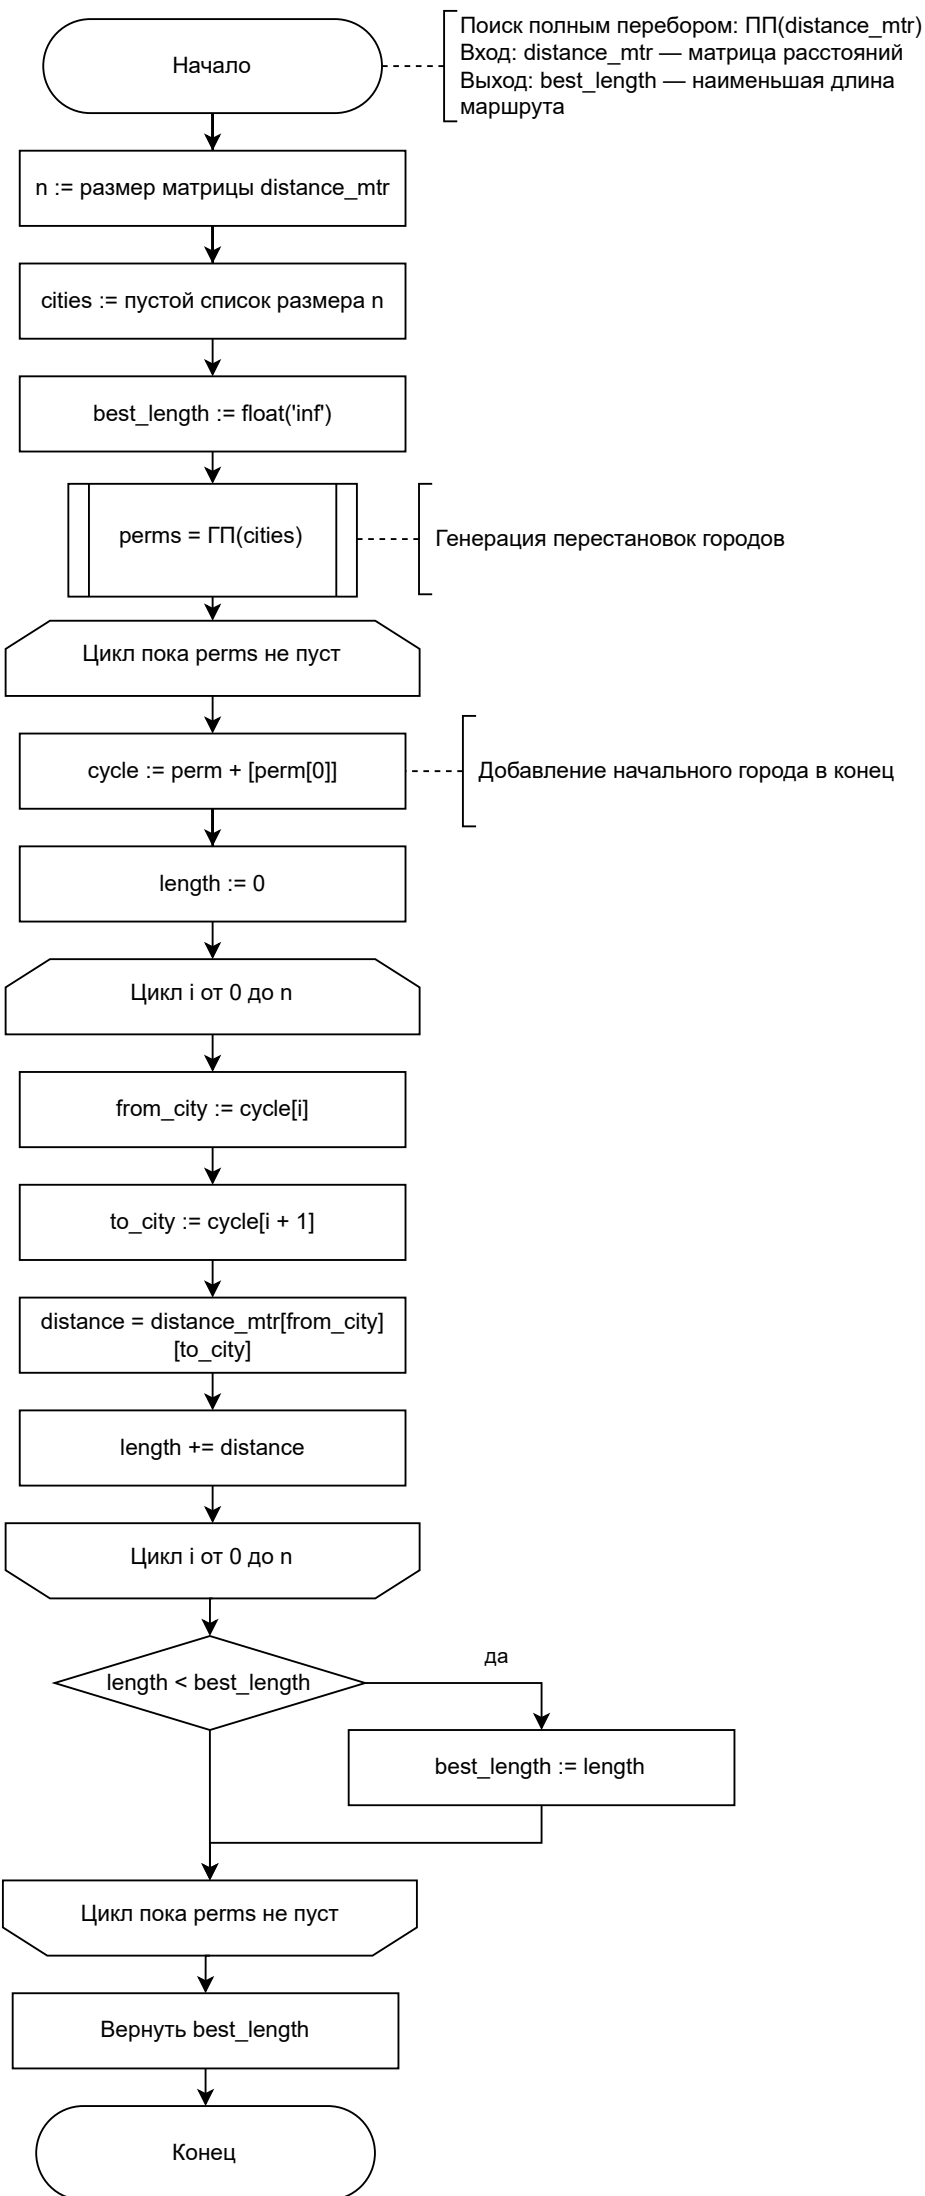 Начало
Поиск полным перебором: ПП(distance_mtr)
Вход: distance_mtr — матрица расстояний
Выход: best_length — наименьшая длина
маршрута
n := размер матрицы distance_mtr
cities := пустой список размера n
best_length := float('inf')
perms = ГП(cities)
Генерация перестановок городов
Цикл пока perms не пуст
cycle := perm + [perm[0]]
Добавление начального города в конец
length := 0
Цикл i от 0 до n
from_city := cycle[i]
to_city := cycle[i + 1]
distance = distance_mtr[from_city]
[to_city]
length += distance
Цикл i от 0 до n
length < best_length
да
best_length := length
Цикл пока perms не пуст
Вернуть best_length
Конец